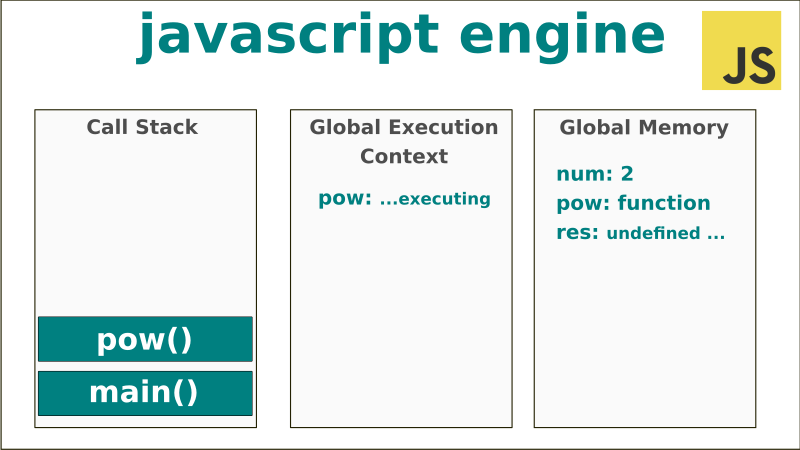 javascript engine
JS
Call Stack
pow()
main()
Global Execution
Context
pow: ...executing
Global Memory
num: 2
pow: function
res: undefined ...